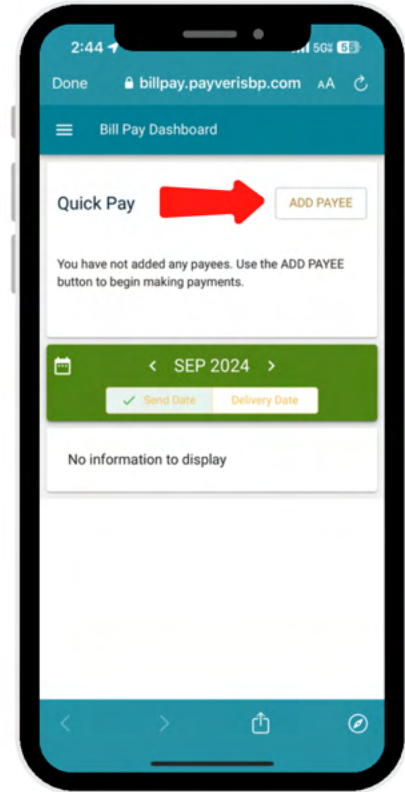 2:44 5G% 53
Done billpay.payverisbp.com AA
Bill Pay Dashboard
Quick Pay ADD PAYEE
You have not added any payees. Use the ADD PAYEE
button to begin making payments.
SEP 2024
Send Date Delivery Date
No information to display